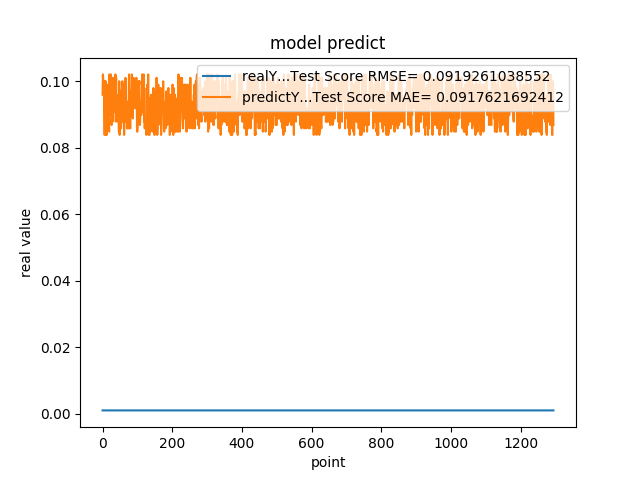 model predict
realY...Test Score RMSE= 0.0919261038552
predictY...Test Score MAE= 0.0917621692412
0.10
0.08
0.06
0.04
0.02
0.00
real value
0 200 400 600 800 1000 1200
point